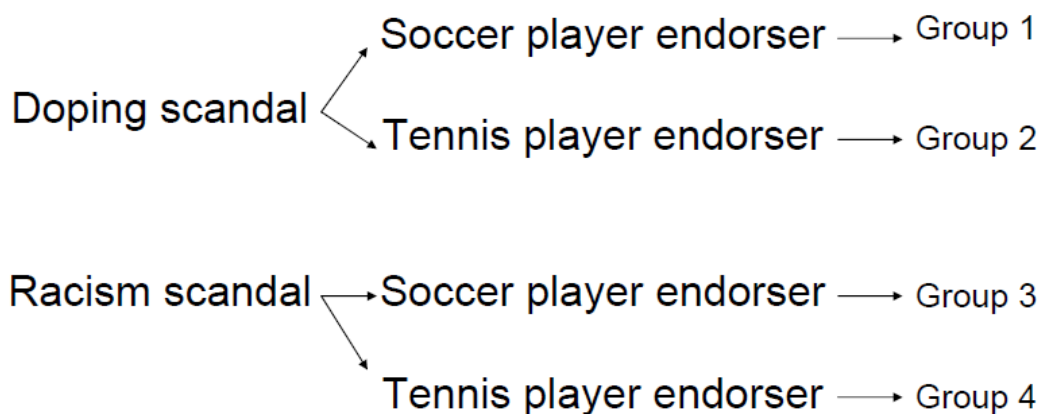 Soccer player endorser Group 1
Doping scandal
Tennis player endorser Group 2
Racism scandal Soccer player endorser Group 3
Tennis player endorser Group 4